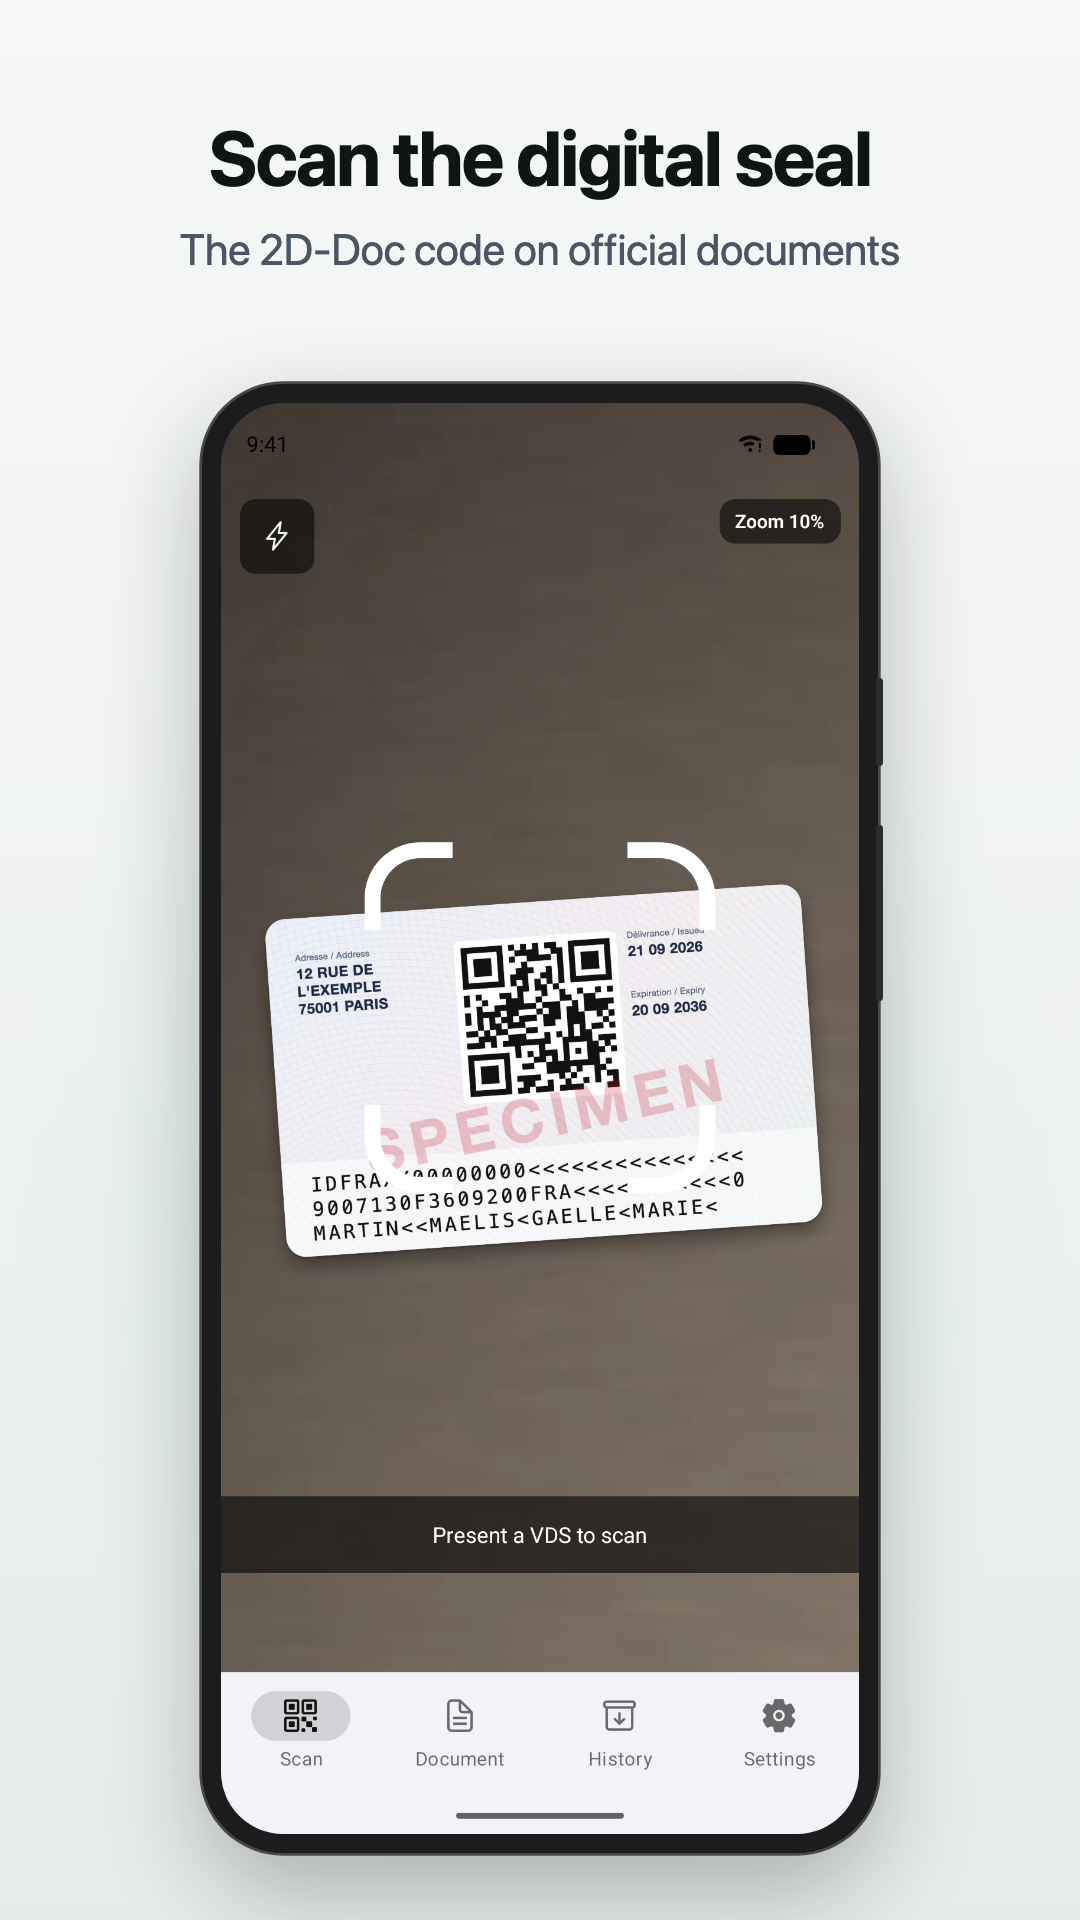 Scan the digital seal
The 2D-Doc code on official documents
9:41
Zoom 10%
Adresse / Address
12 RUE DE
L'EXEMPLE
75001 PARIS
Délivrance / Issued
21 09 2026
Expiration / Expiry
20 09 2036
SPECIMEN
9007130F3609200FRA<<<<
<<<0
MARTIN<<MAELIS<GAELLE<MARIE<
Present a VDS to scan
Scan
Document
History
Settings